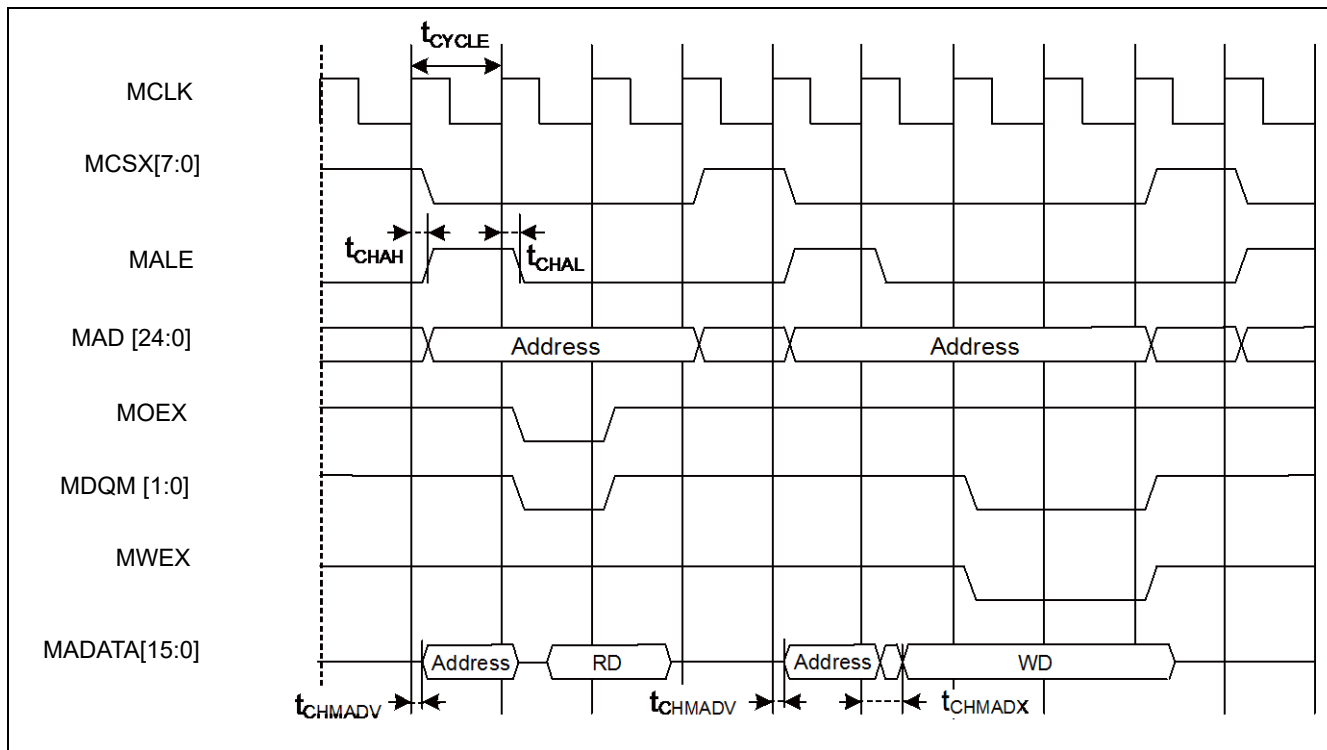 tCYCLE
MCLK
MCSX[7:0]
tCHAH
tCHAL
MALE
MAD [24:0]
Address Address
MOEX
MDQM [1:0]
MWEX
MADATA[15:0]
Address RD Address WD
tCHMADV tCHMADV tCHMADX